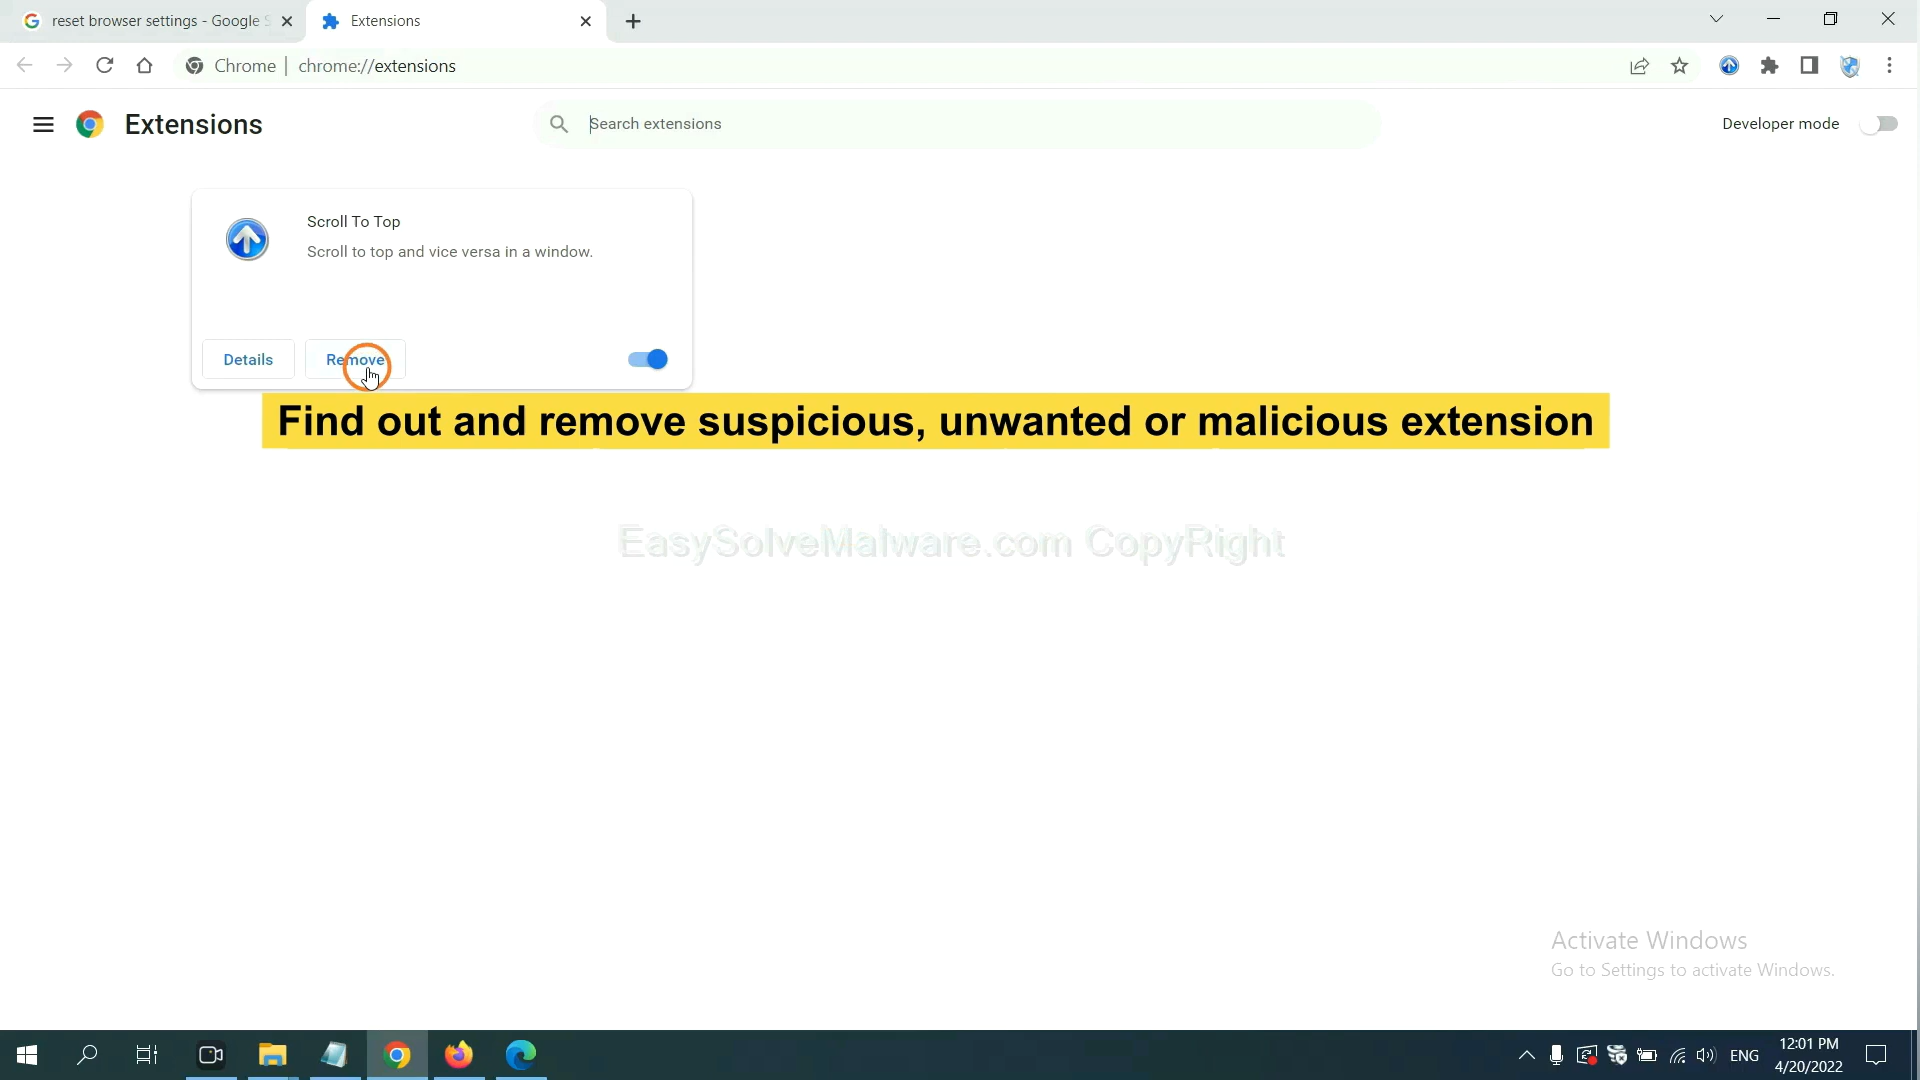 reset browser settings - Google S
Extensions
Chrome | chrome://extensions
Extensions
Search extensions
Developer mode
Scroll To Top
Scroll to top and vice versa in a window.
Details
Remove
Find out and remove suspicious, unwanted or malicious extension
EasySolveMalware.com CopyRight
Activate Windows
Go to Settings to activate Windows.
ENG
12:01 PM
4/20/2022